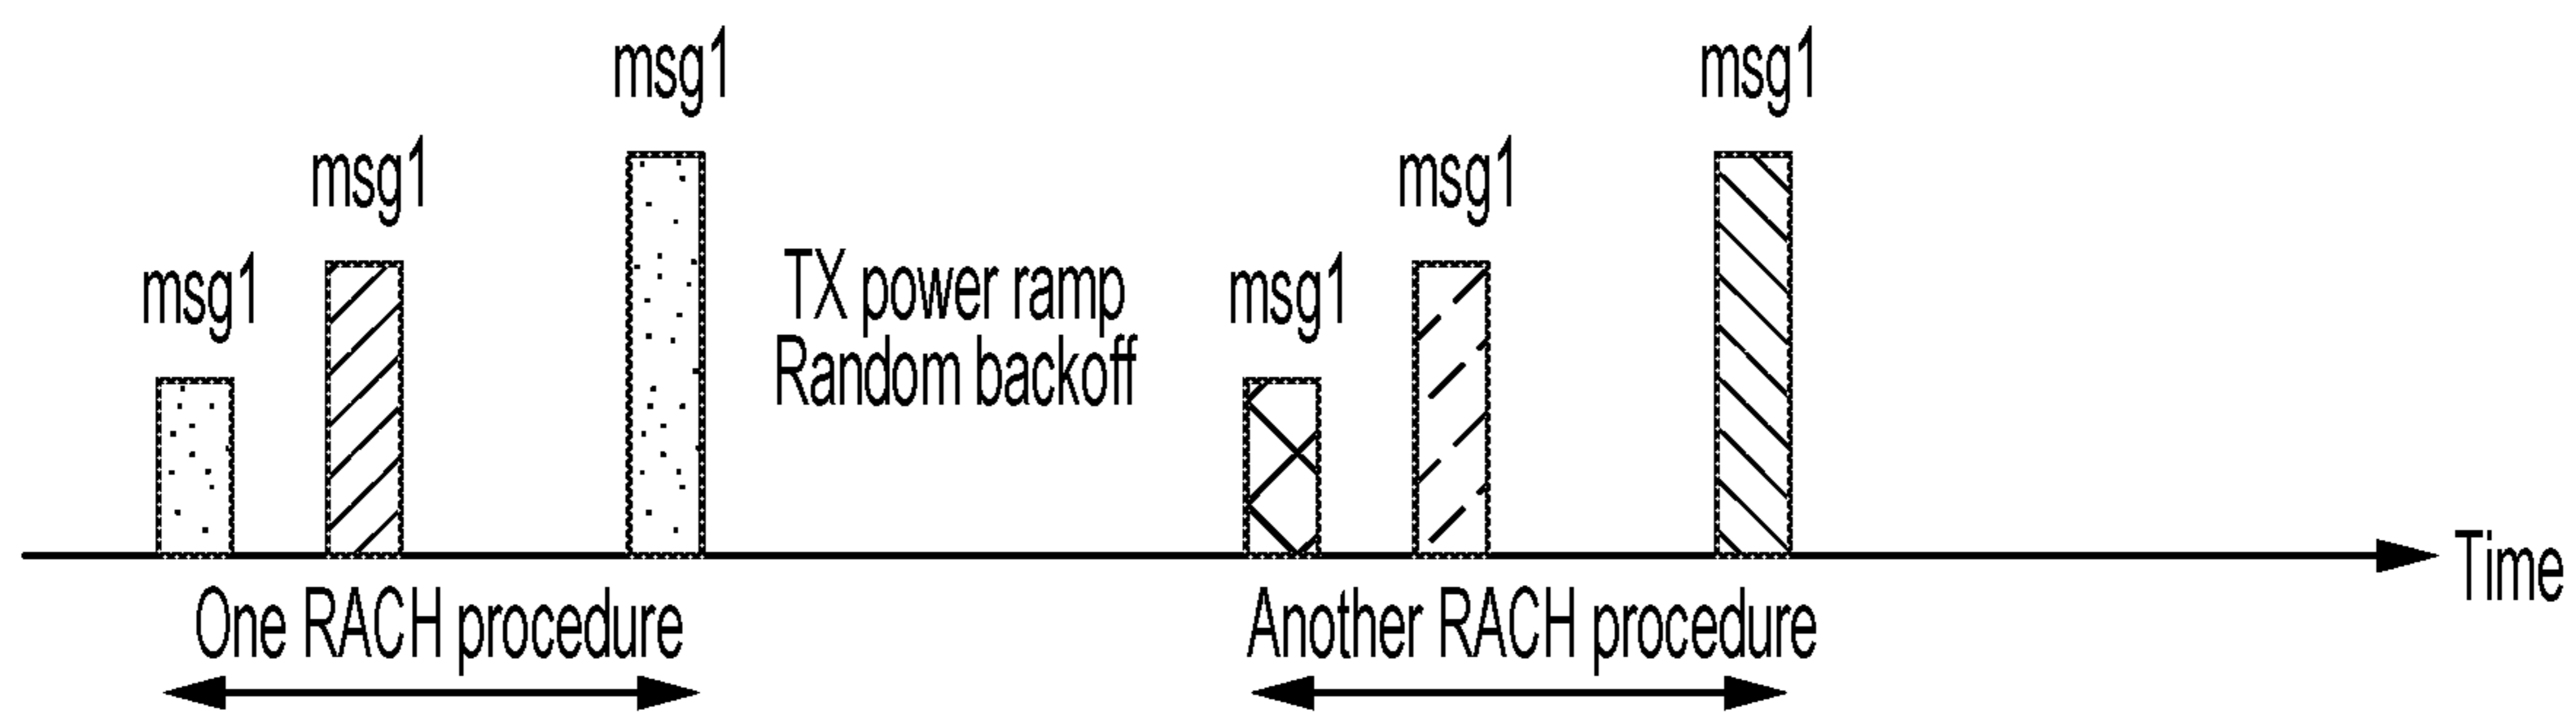 msg1
msg1
msg1
TX power ramp
Random backoff
msg1
msg1
msg1
Time
One RACH procedure
Another RACH procedure